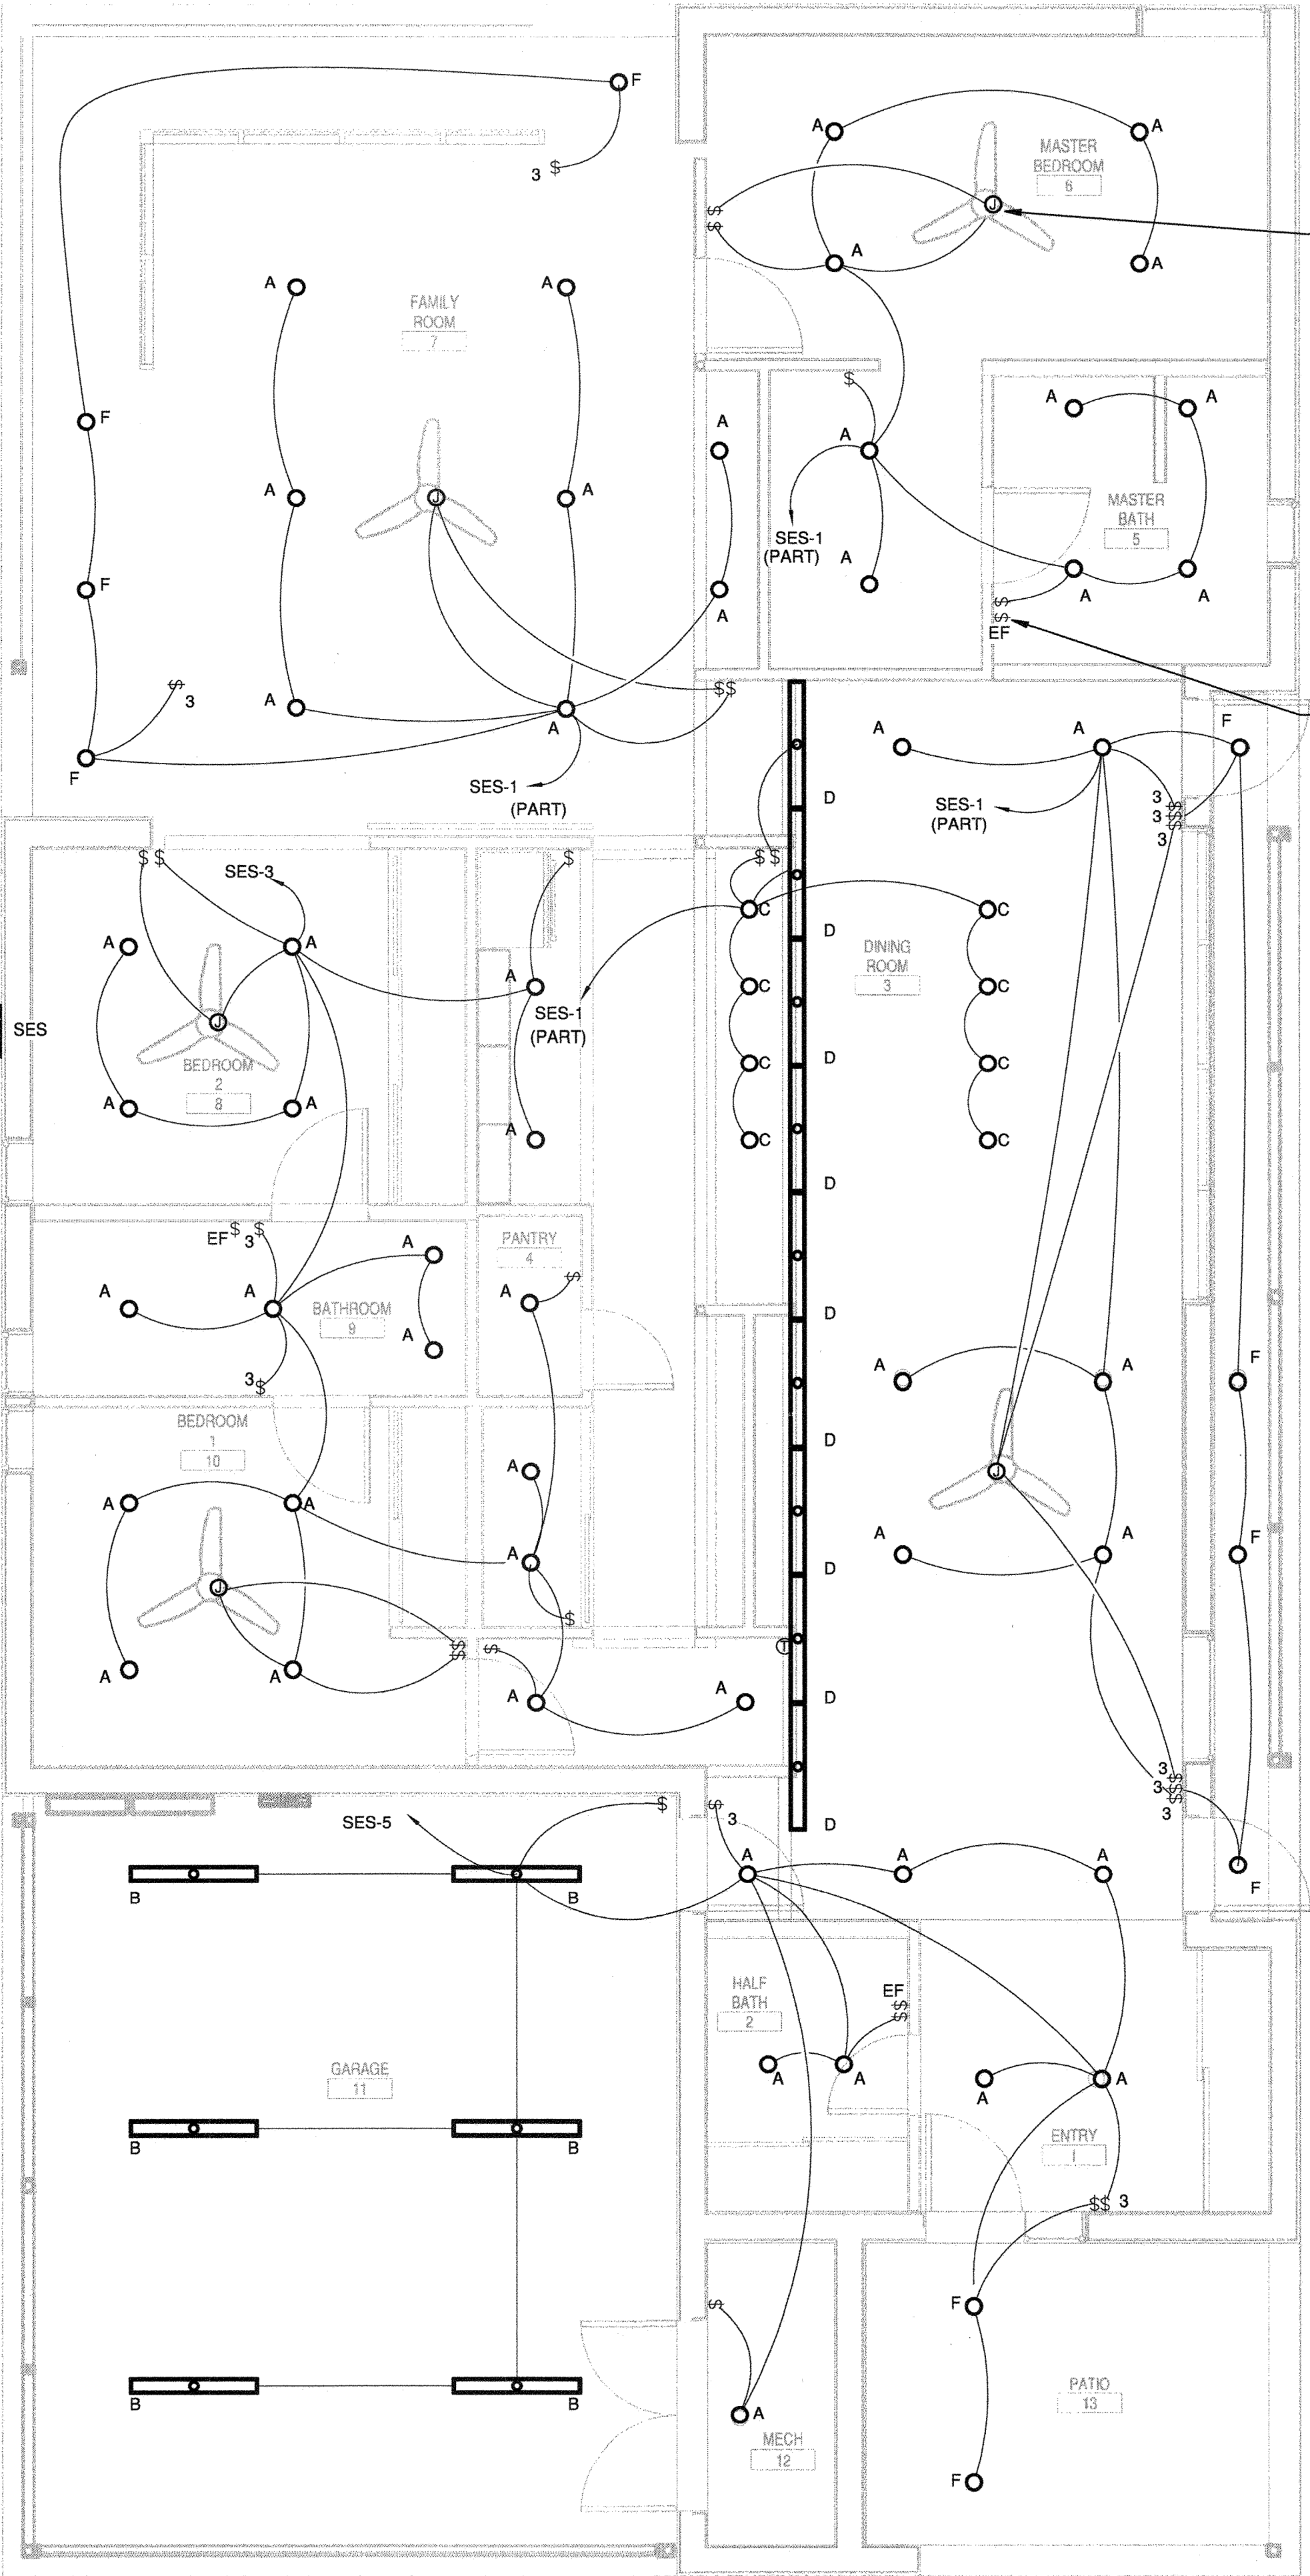 F
3 $
A
A
MASTER
BEDROOM
6
J
$
$
A
A
A
A
FAMILY
ROOM
7
$
A
A
F
A
A
A
A
J
A
SES-1
(PART)
MASTER
BATH
5
A
A
A
A
F
$
$
EF
$
3
A
A
$$
F
SES-1
(PART)
A
A
F
D
SES-1
(PART)
3 $
3 $
3 $
$ $
SES-3
$
$ $
C
C
D
A
A
A
DINING
ROOM
3
C
C
SES-1
(PART)
SES
J
BEDROOM
2
8
C
C
D
A
A
A
C
C
D
EF $
3 $
A
PANTRY
4
$
A
A
A
BATHROOM
9
A
D
3 $
A
A
F
BEDROOM
1
10
D
A
J
A
A
A
A
A
F
J
D
$
$
$
$
T
A
A
A
A
D
3 $
3 $
3 $
SES-5
$
$
3
D
A
A
A
F
B
B
HALF
BATH
2
EF
$
$
A
A
A
A
GARAGE
11
B
B
ENTRY
1
$$ 3
$
F
PATIO
13
B
B
A
MECH
12
F